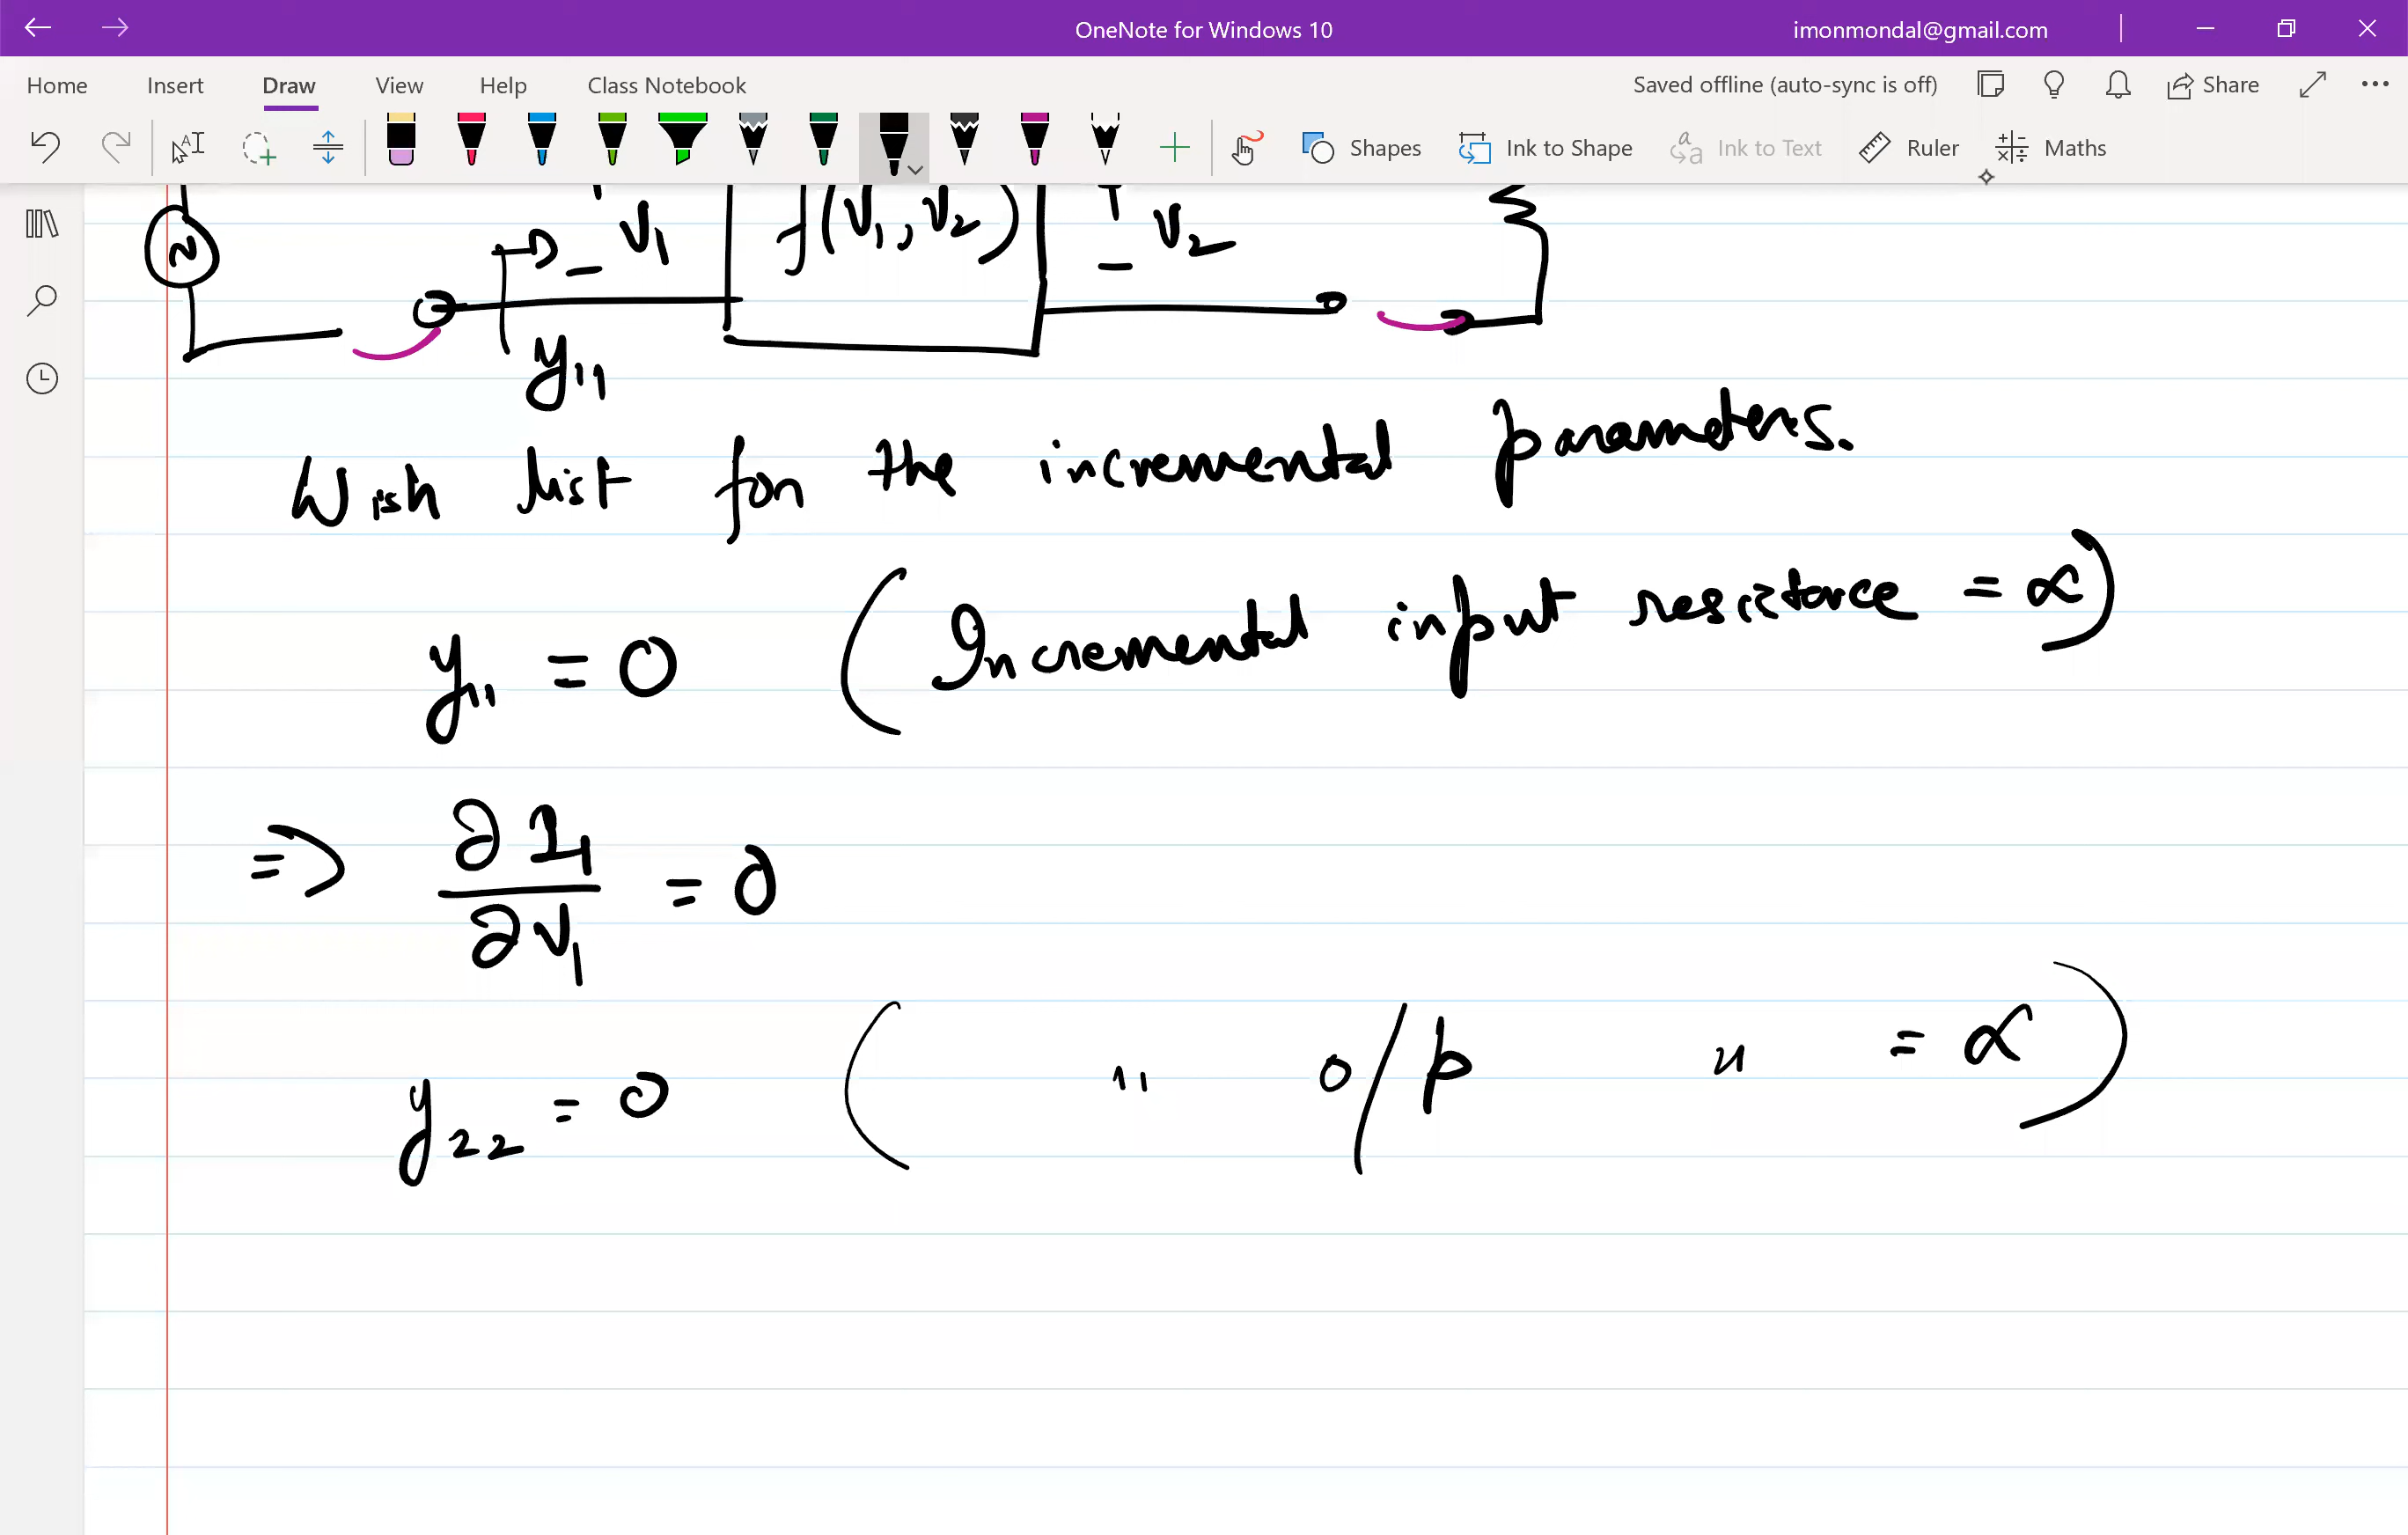 OneNote for Windows 10 imonmondal@gmail.com
Home Insert Draw View Help Class Notebook Saved offline (auto-sync is off) Share
Shapes Ink to Shape Ink to Text Ruler Maths
V₁ f(V₁, V₂) V₂
y₁₁
Wish list for the incremental parameters.
y₁₁ = 0 (Incremental input resistance = ∝)
=> ∂I₁/∂V₁ = 0
y₂₂ = 0 ( " o/p " = ∝)